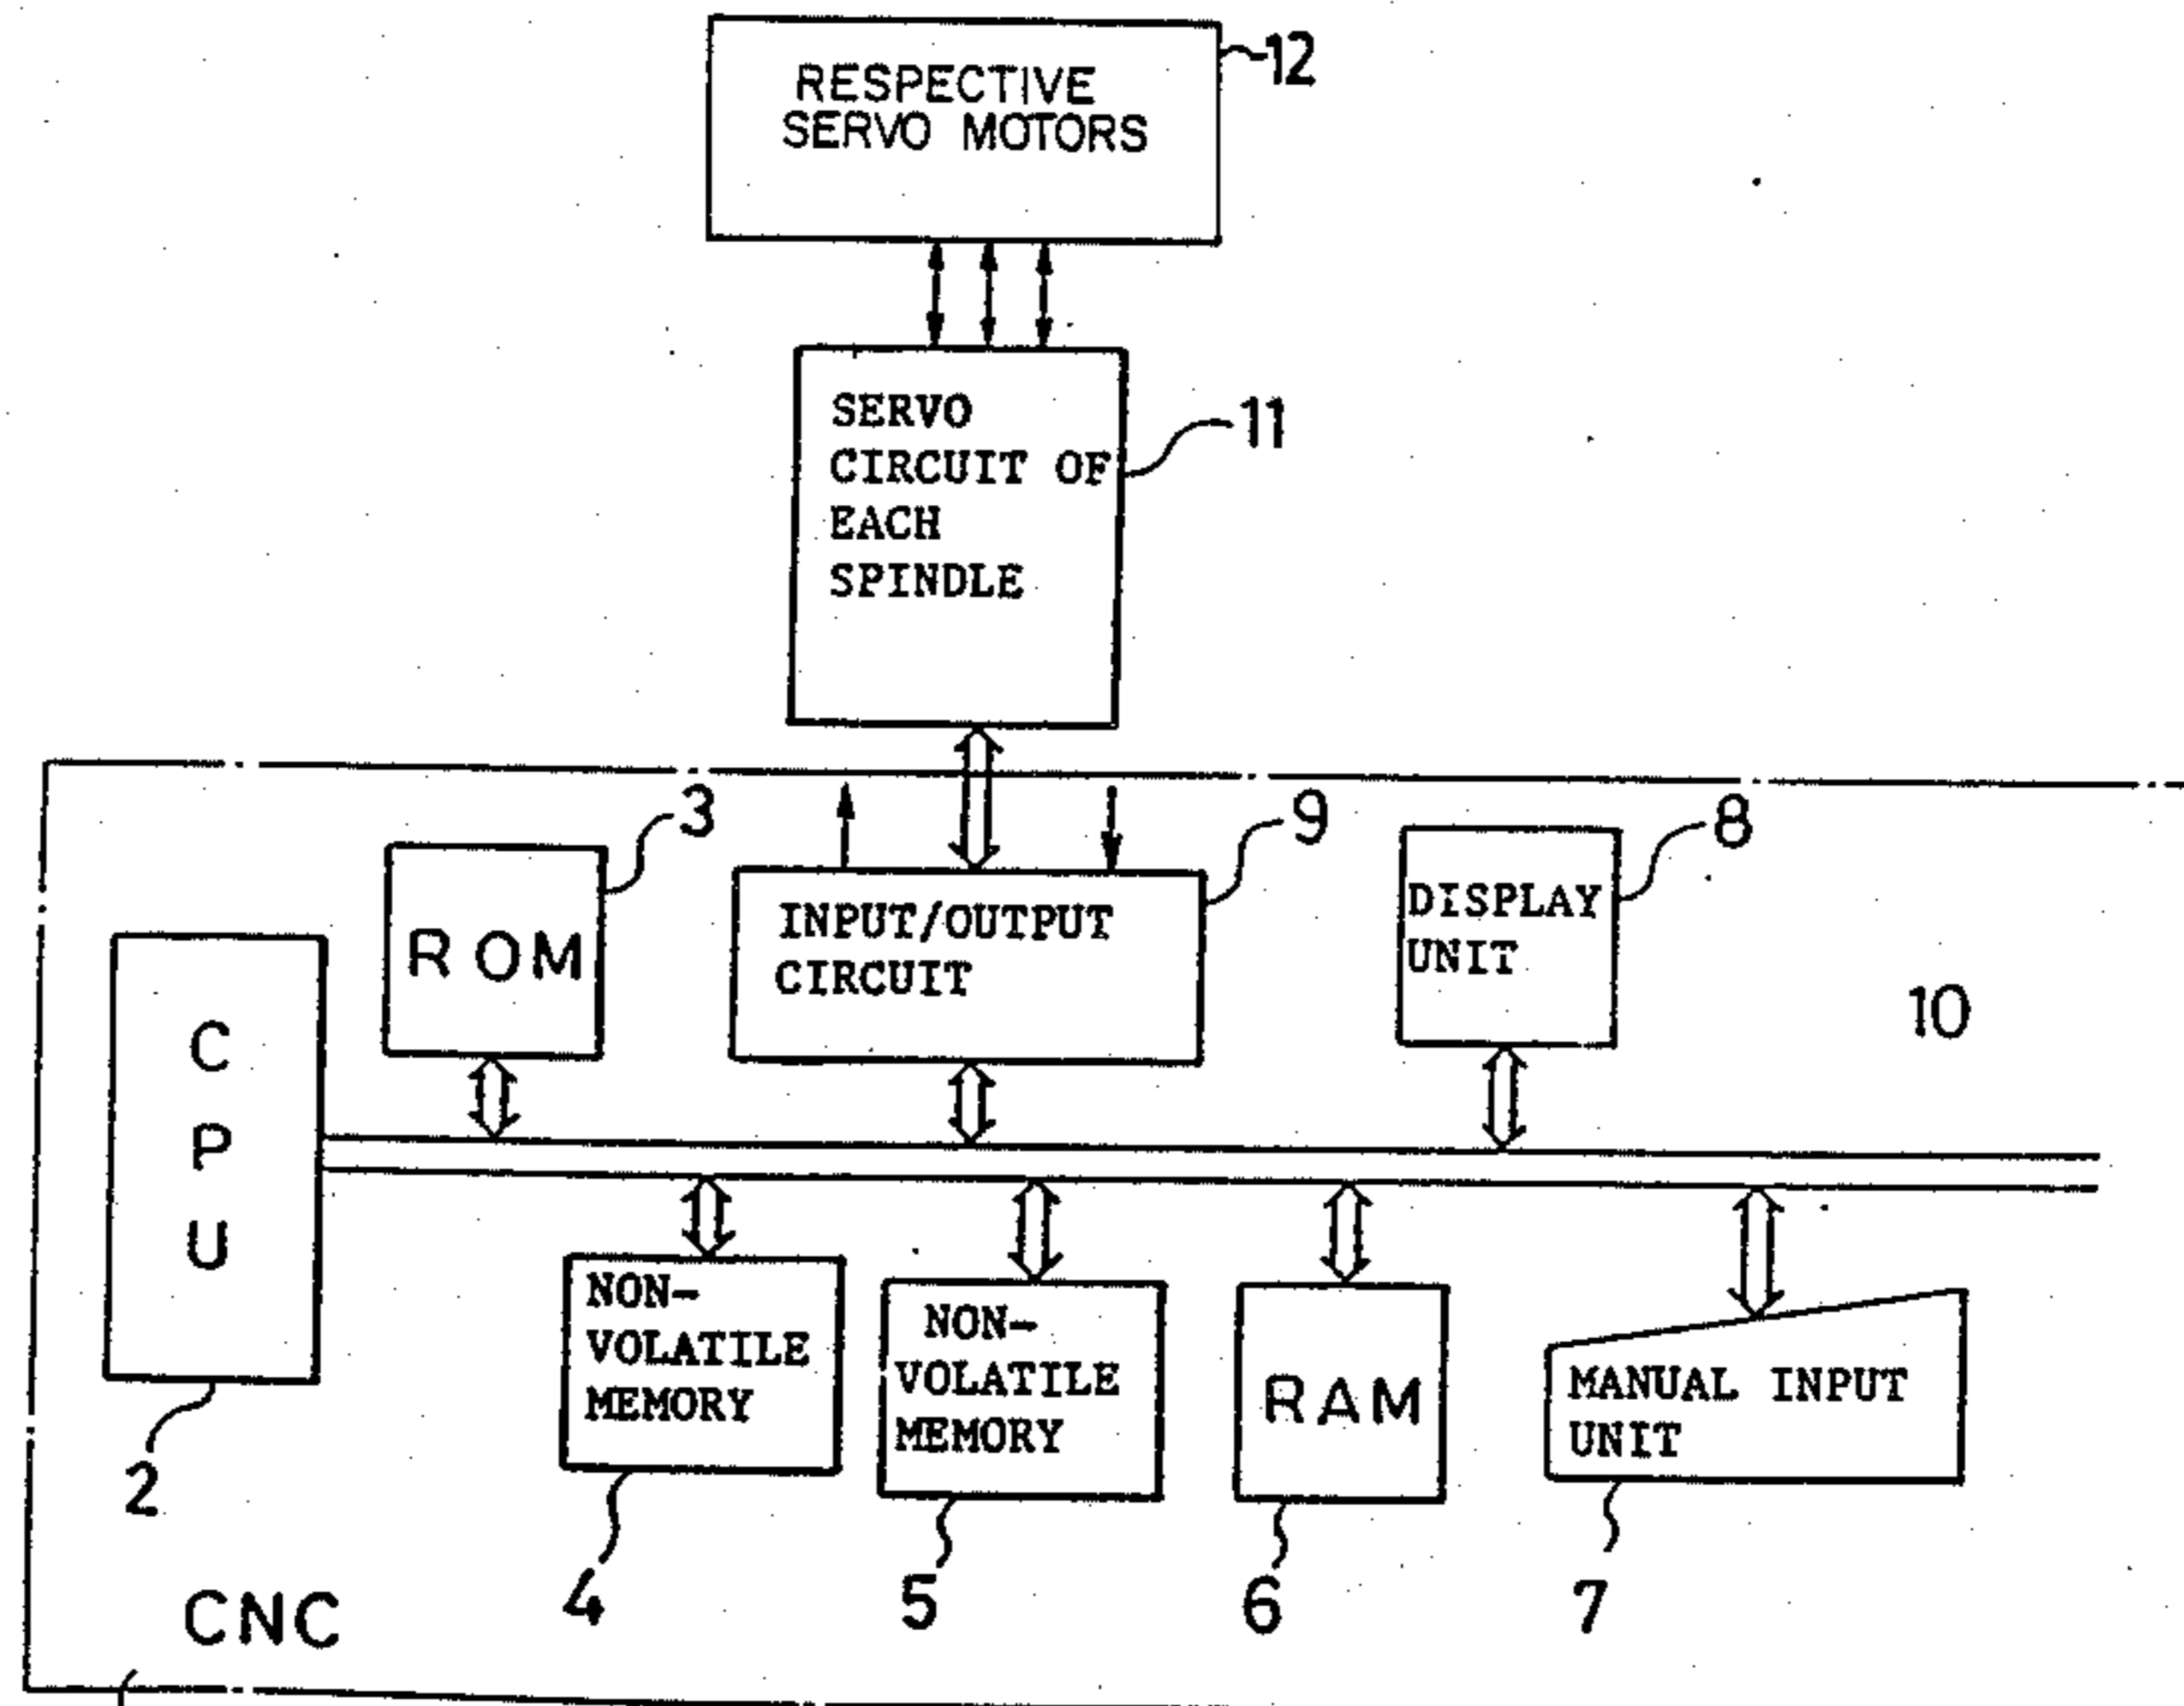 RESPECTIVE
SERVO MOTORS
12
SERVO
CIRCUIT OF
EACH
SPINDLE
11
3
9
8
ROM
INPUT/OUTPUT
CIRCUIT
DISPLAY
UNIT
10
C
P
U
NON-
VOLATILE
MEMORY
NON-
VOLATILE
MEMORY
RAM
MANUAL INPUT
UNIT
2
4
5
6
7
CNC